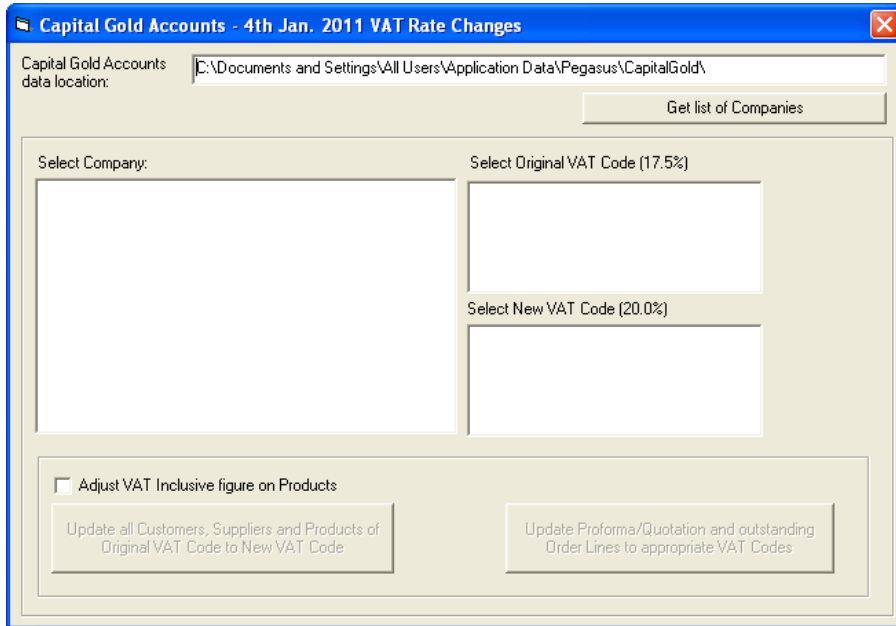 Capital Gold Accounts - 4th Jan. 2011 VAT Rate Changes
Capital Gold Accounts
data location:
C:\Documents and Settings\All Users\Application Data\Pegasus\CapitalGold\
Get list of Companies
Select Company:
Select Original VAT Code (17.5%)
Select New VAT Code (20.0%)
Adjust VAT Inclusive figure on Products
Update all Customers, Suppliers and Products of
Original VAT Code to New VAT Code
Update Proforma/Quotation and outstanding
Order Lines to appropriate VAT Codes